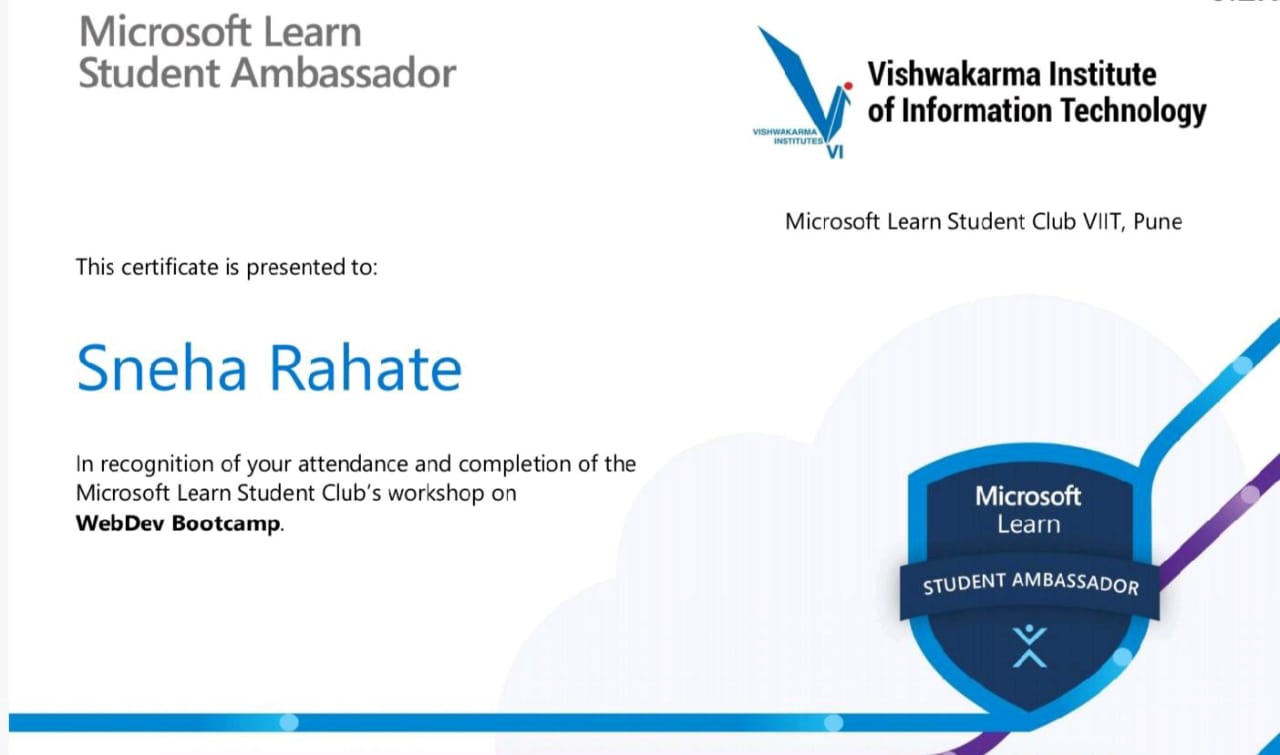 Microsoft Learn
Student Ambassador
Vishwakarma Institute
of Information Technology
VISHWAKARMA
INSTITUTES
VI
Microsoft Learn Student Club VIIT, Pune
This certificate is presented to:
Sneha Rahate
In recognition of your attendance and completion of the
Microsoft Learn Student Club's workshop on
WebDev Bootcamp.
Microsoft
Learn
STUDENT AMBASSADOR